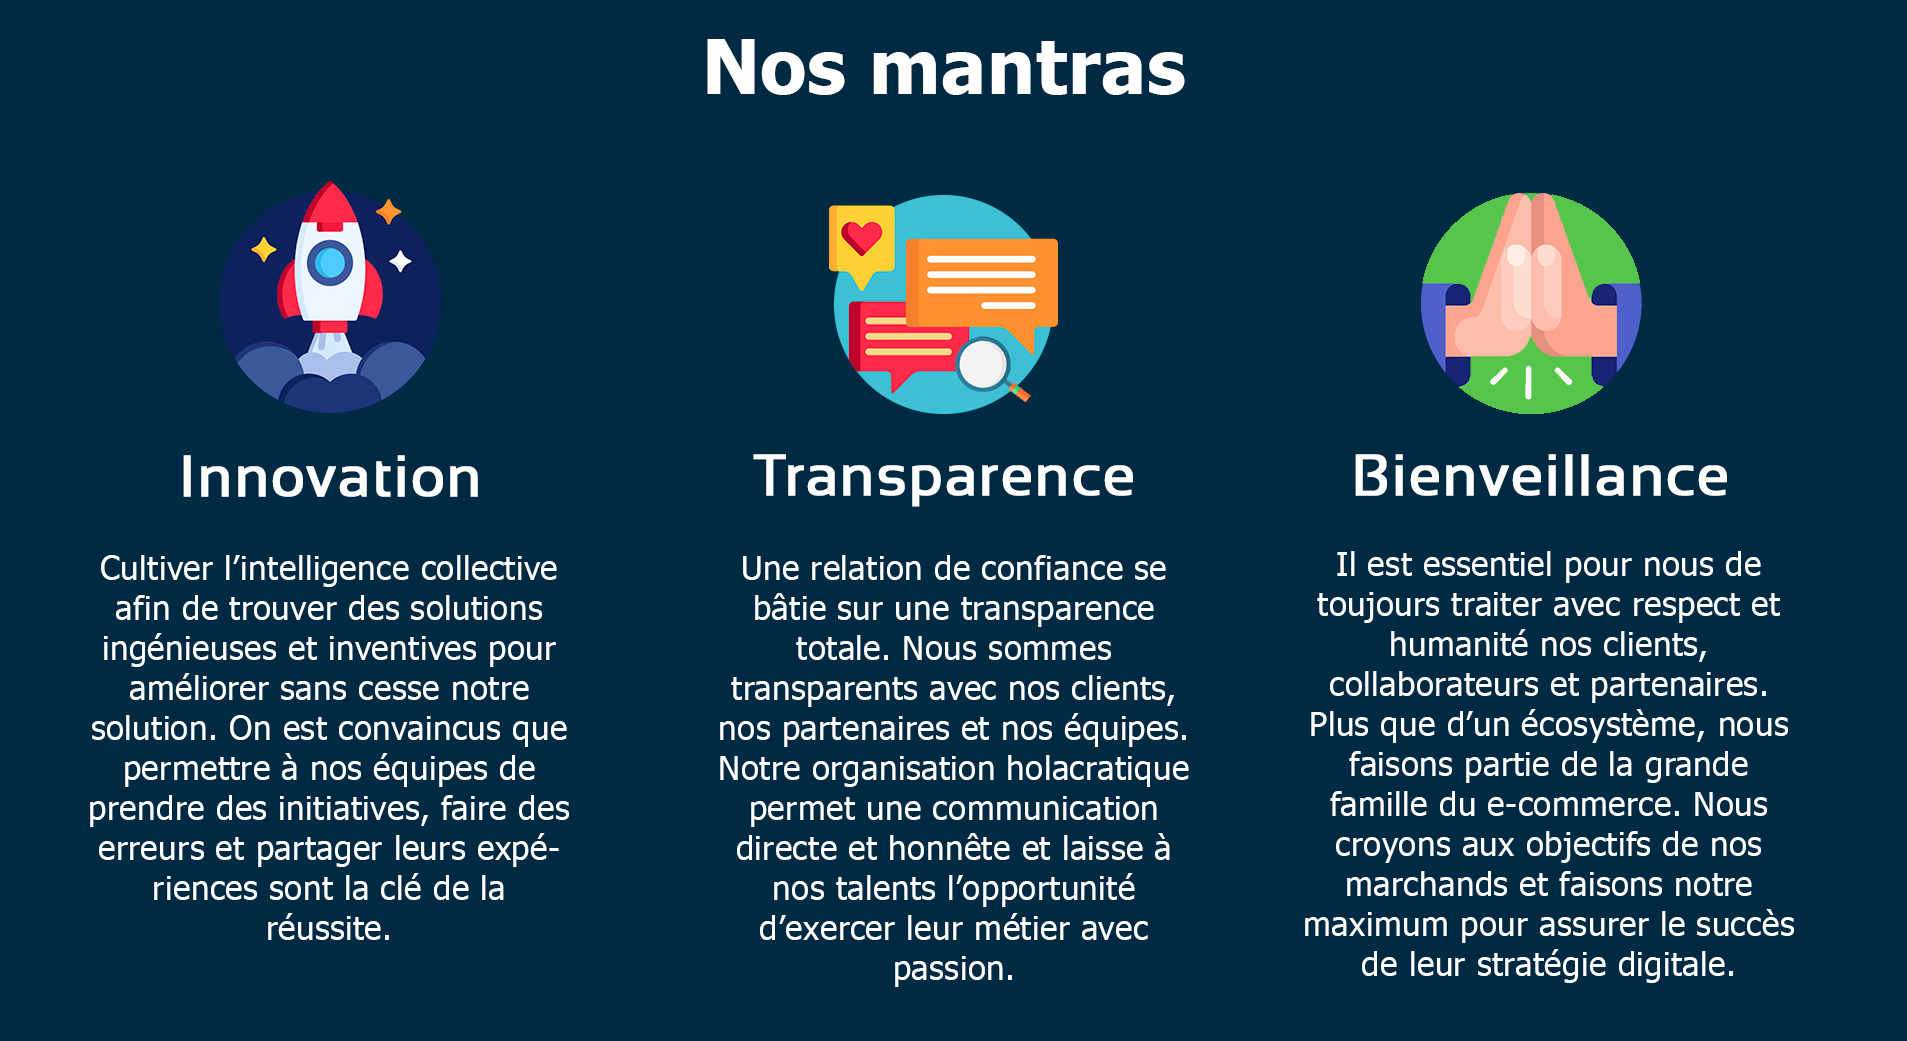 Nos mantras
Innovation
Cultiver l’intelligence collective
afin de trouver des solutions
ingénieuses et inventives pour
améliorer sans cesse notre
solution. On est convaincus que
permettre à nos équipes de
prendre des initiatives, faire des
erreurs et partager leurs expé-
riences sont la clé de la
réussite.
Transparence
Une relation de confiance se
bâtie sur une transparence
totale. Nous sommes
transparents avec nos clients,
nos partenaires et nos équipes.
Notre organisation holacratique
permet une communication
directe et honnête et laisse à
nos talents l’opportunité
d’exercer leur métier avec
passion.
Bienveillance
Il est essentiel pour nous de
toujours traiter avec respect et
humanité nos clients,
collaborateurs et partenaires.
Plus que d’un écosystème, nous
faisons partie de la grande
famille du e-commerce. Nous
croyons aux objectifs de nos
marchands et faisons notre
maximum pour assurer le succès
de leur stratégie digitale.